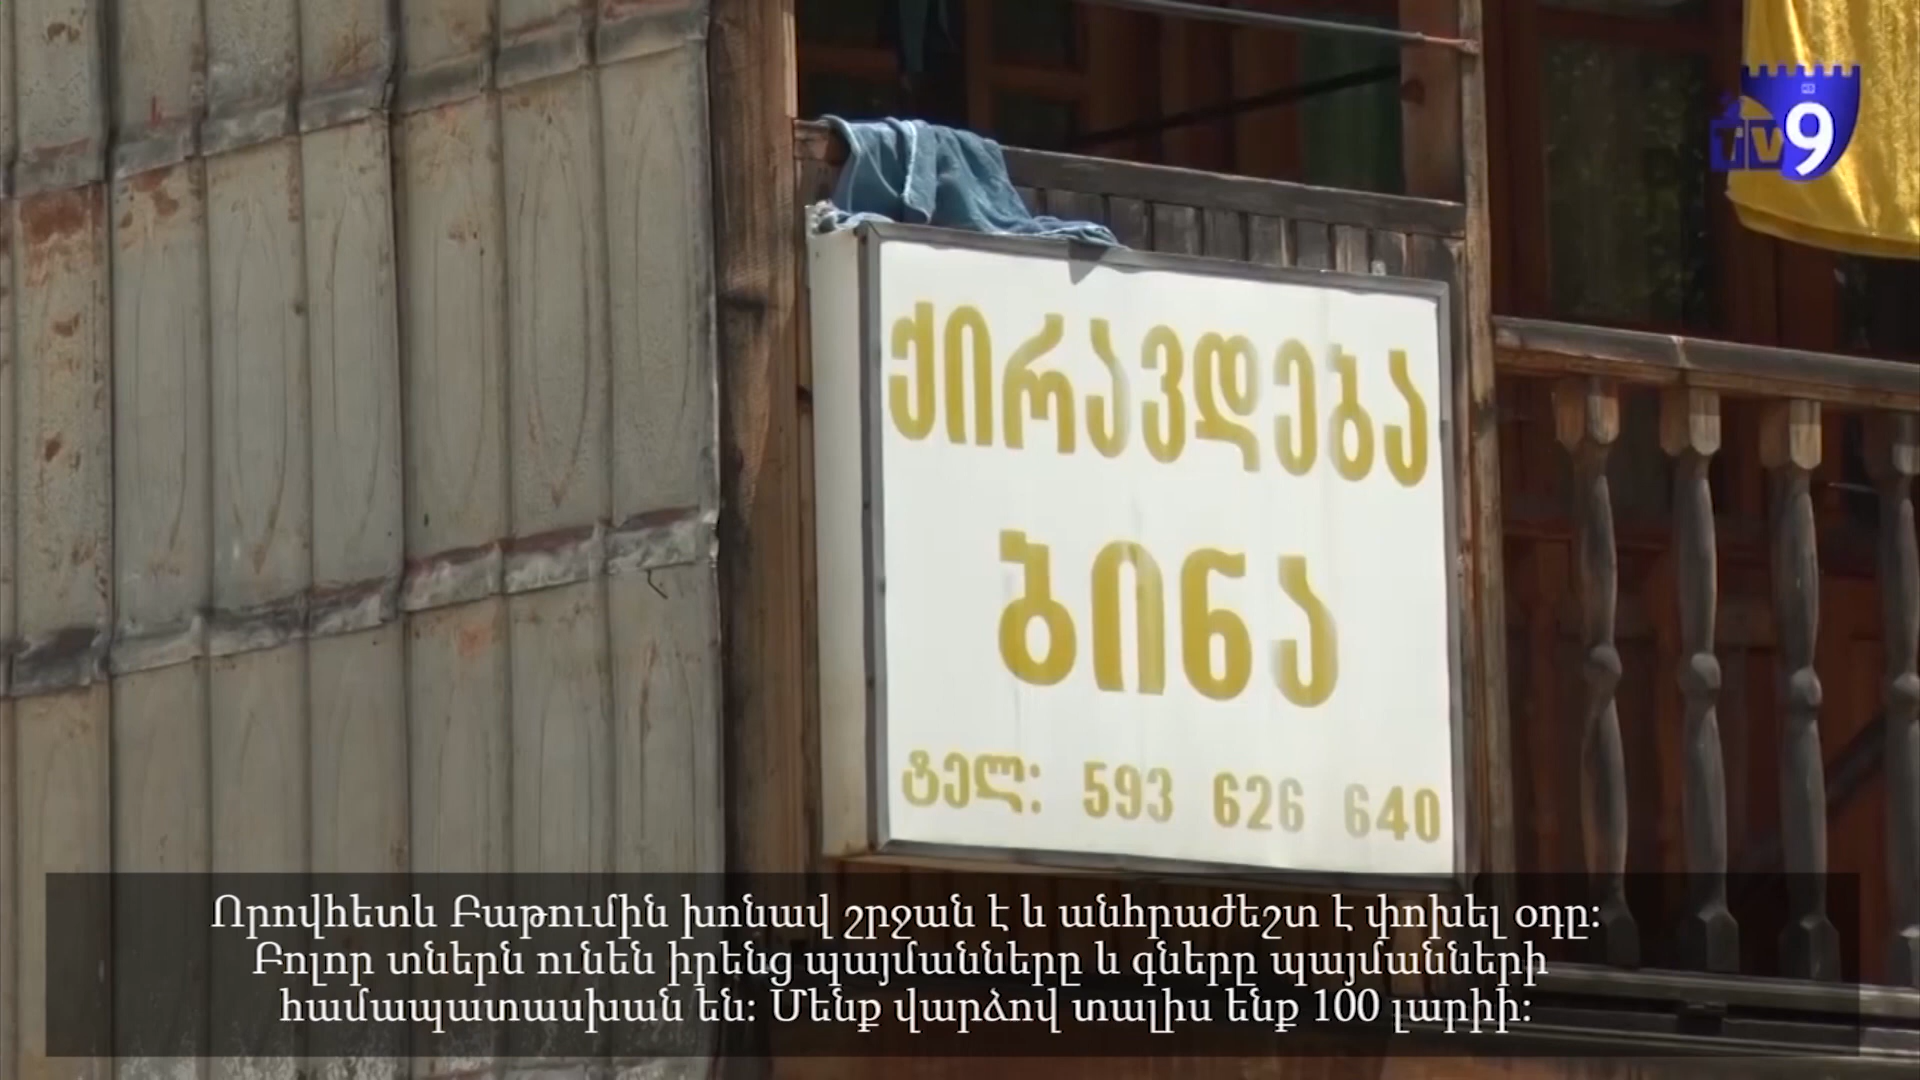 TV9
ქირავდება
ბინა
ტელ: 593 626 640
Որովհետև Բաթումին խոնավ շրջան է և անհրաժեշտ է փոխել օդը։
Բոլոր տներն ունեն իրենց պայմանները և գները պայմանների
համապատասխան են։ Մենք վարձով տալիս ենք 100 լարիի։